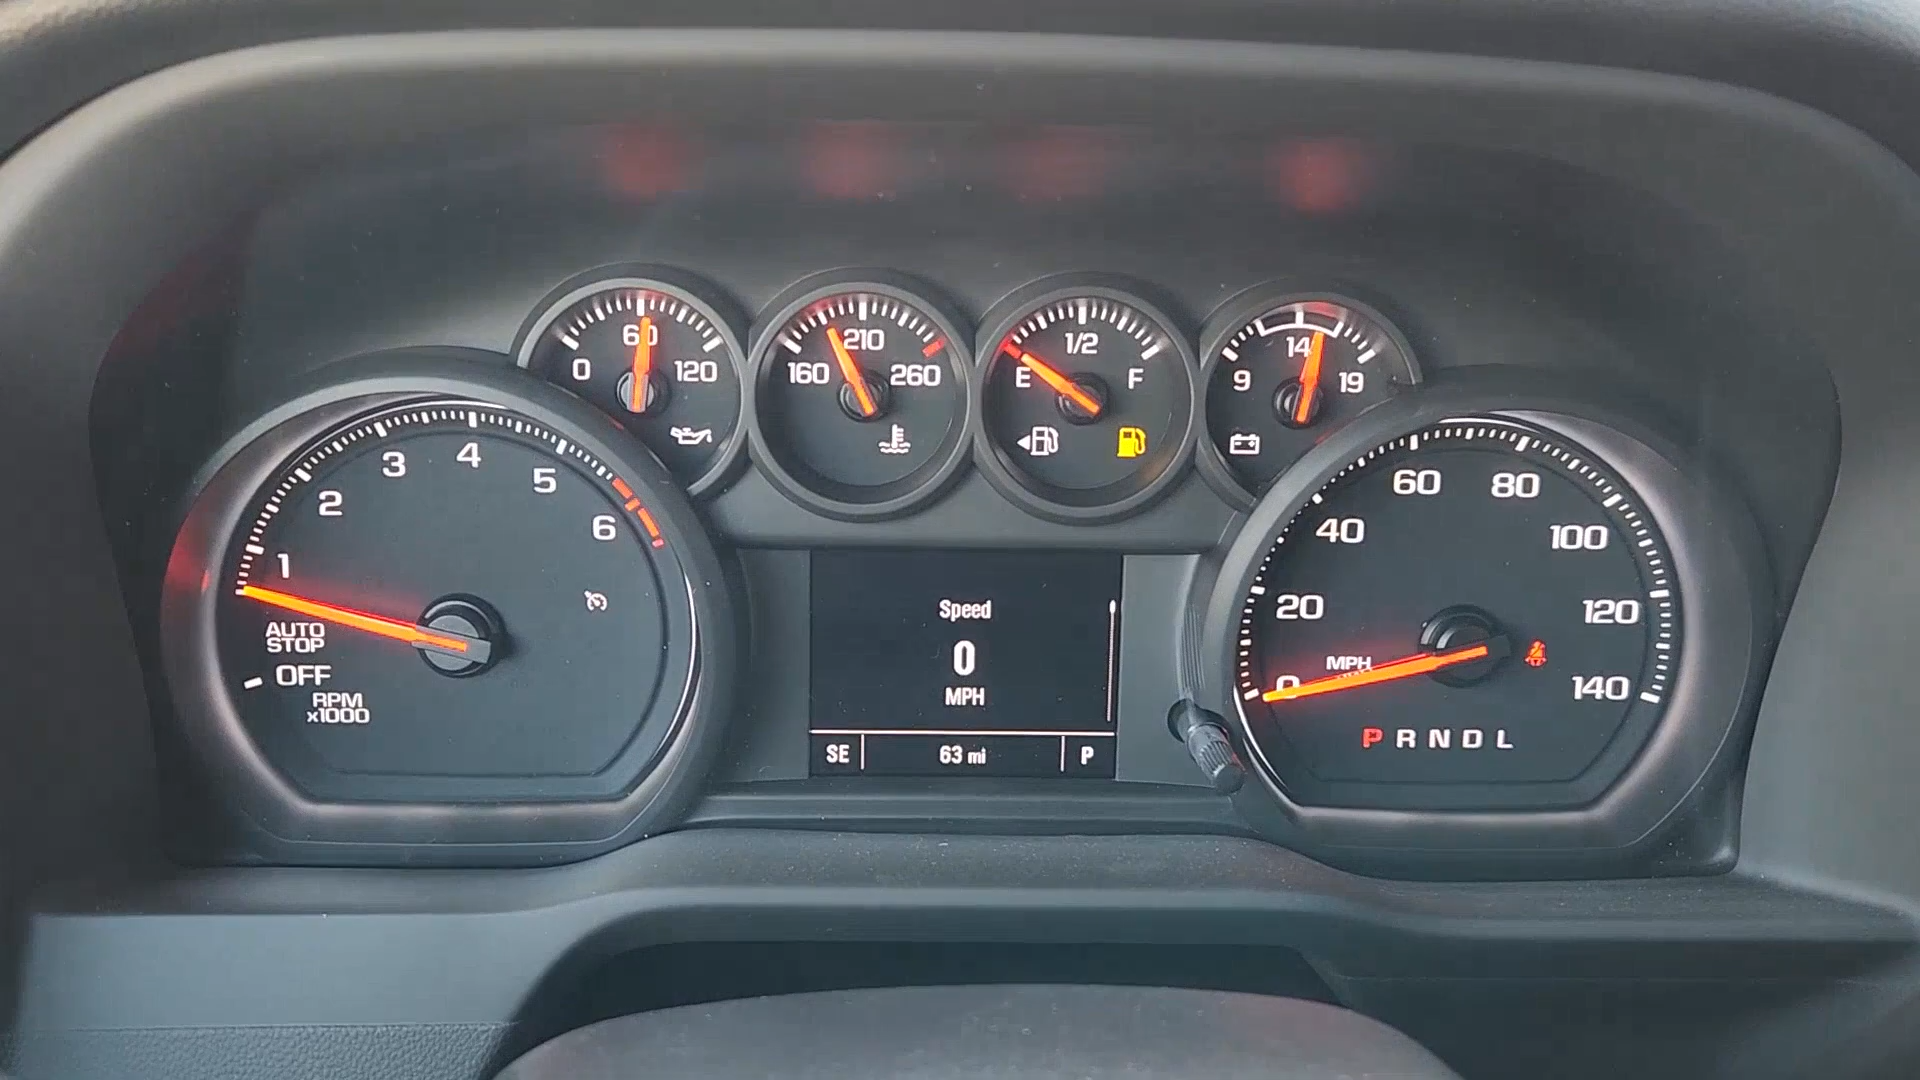 0 60 120
160 210 260
E 1/2 F
9 14 19
1 2 3 4 5 6
AUTO
STOP
OFF
RPM
x1000
Speed
0
MPH
SE 63 mi P
0 20 40 60 80 100 120 140
MPH
P R N D L